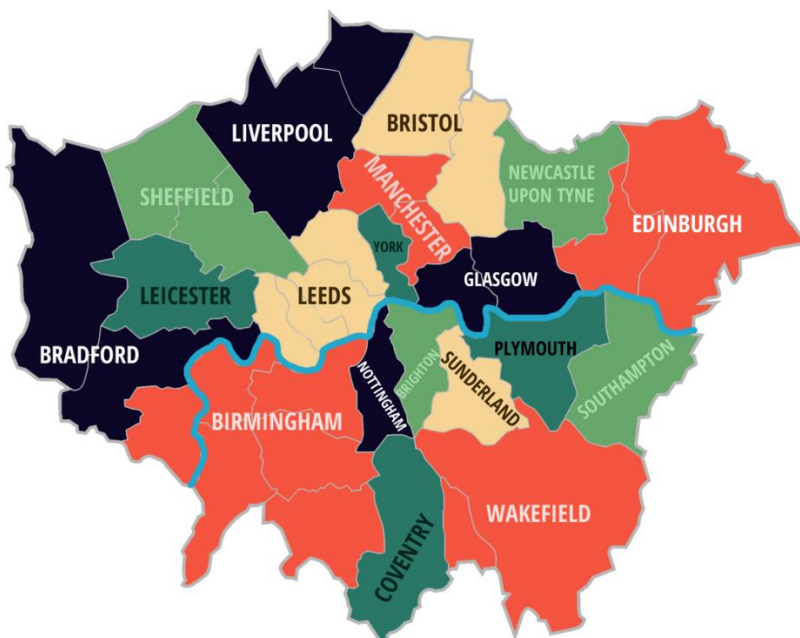 LIVERPOOL
BRISTOL
SHEFFIELD
MANCHESTER
NEWCASTLE
UPON TYNE
EDINBURGH
YORK
LEICESTER
LEEDS
GLASGOW
BRADFORD
PLYMOUTH
NOTTINGHAM
BRIGHTON
SUNDERLAND
SOUTHAMPTON
BIRMINGHAM
WAKEFIELD
COVENTRY